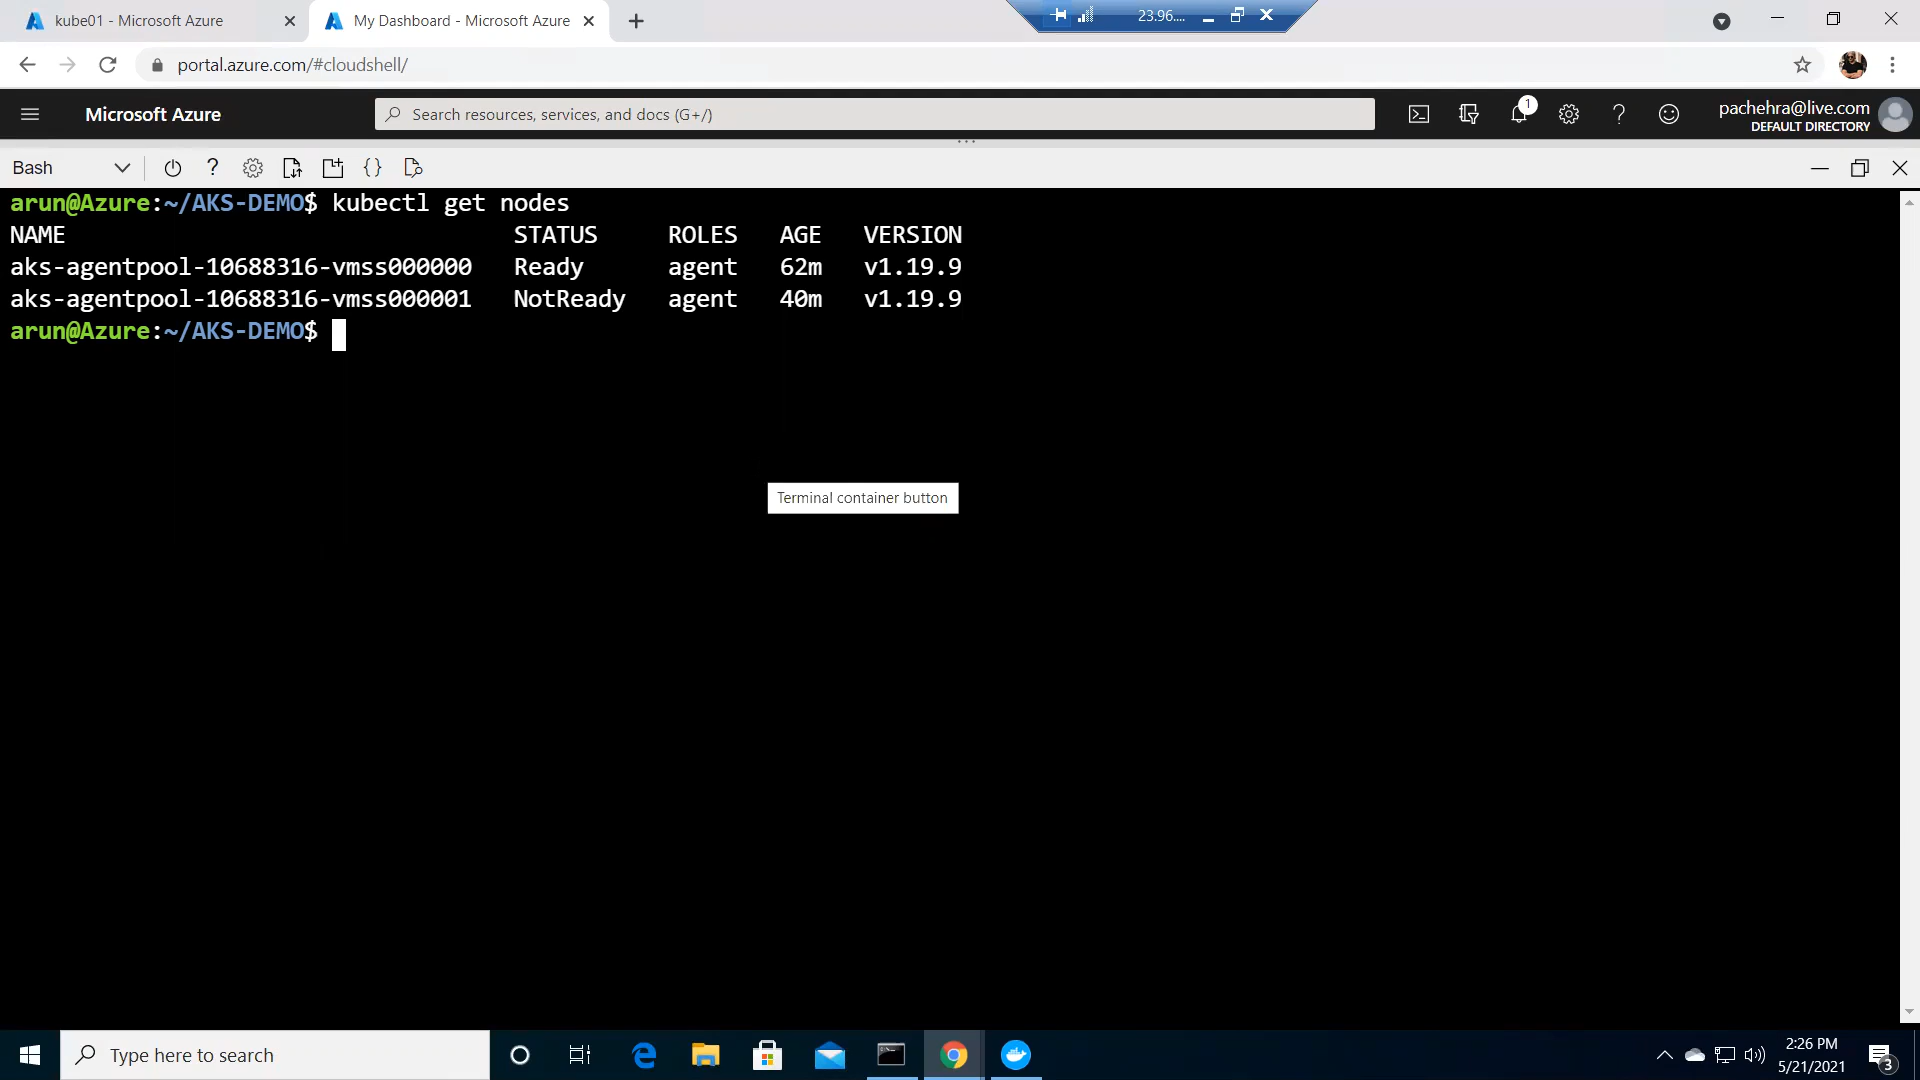 kube01 - Microsoft Azure
My Dashboard - Microsoft Azure
23.96....
portal.azure.com/#cloudshell/
Microsoft Azure
Search resources, services, and docs (G+/)
1
pachehra@live.com
DEFAULT DIRECTORY
Bash
arun@Azure:~/AKS-DEMO$ kubectl get nodes
NAME STATUS ROLES AGE VERSION
aks-agentpool-10688316-vmss000000 Ready agent 62m v1.19.9
aks-agentpool-10688316-vmss000001 NotReady agent 40m v1.19.9
arun@Azure:~/AKS-DEMO$
Terminal container button
Type here to search
2:26 PM
5/21/2021
3